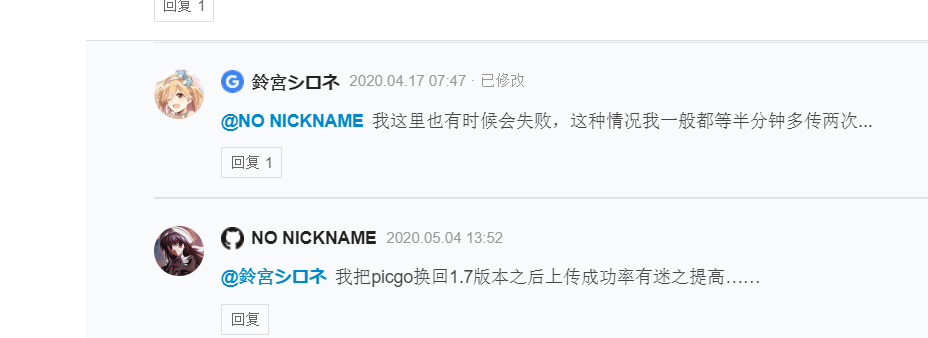 回复 1
鈴宮シロネ 2020.04.17 07:47 · 已修改
@NO NICKNAME 我这里也有时候会失败，这种情况我一般都等半分钟多传两次...
回复 1
NO NICKNAME 2020.05.04 13:52
@鈴宮シロネ 我把picgo换回1.7版本之后上传成功率有迷之提高……
回复